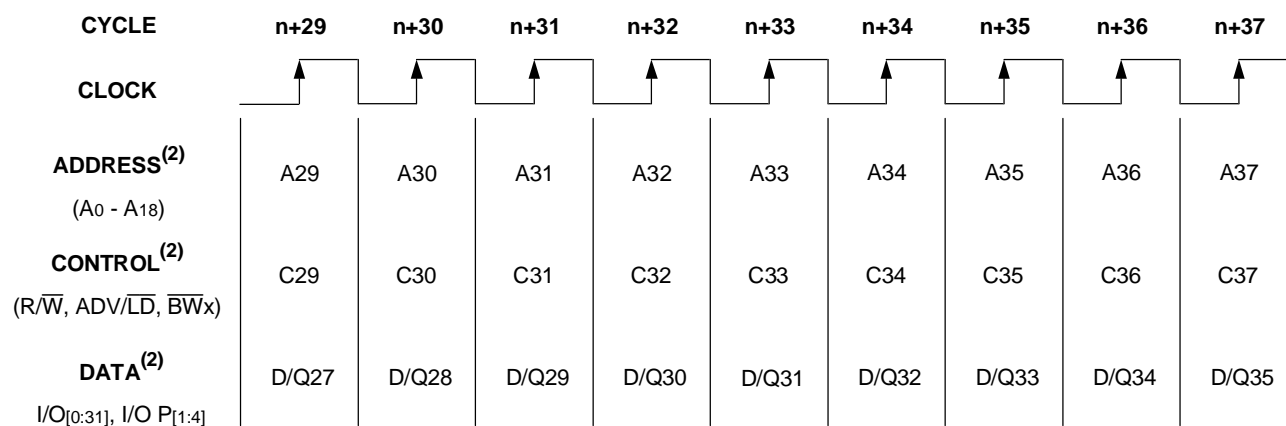 CYCLE n+29 n+30 n+31 n+32 n+33 n+34 n+35 n+36 n+37
CLOCK
ADDRESS(2) A29 A30 A31 A32 A33 A34 A35 A36 A37
(A0 - A18)
CONTROL(2) C29 C30 C31 C32 C33 C34 C35 C36 C37
(R/W̅, ADV/L̅D̅, B̅W̅x)
DATA(2) D/Q27 D/Q28 D/Q29 D/Q30 D/Q31 D/Q32 D/Q33 D/Q34 D/Q35
I/O[0:31], I/O P[1:4]